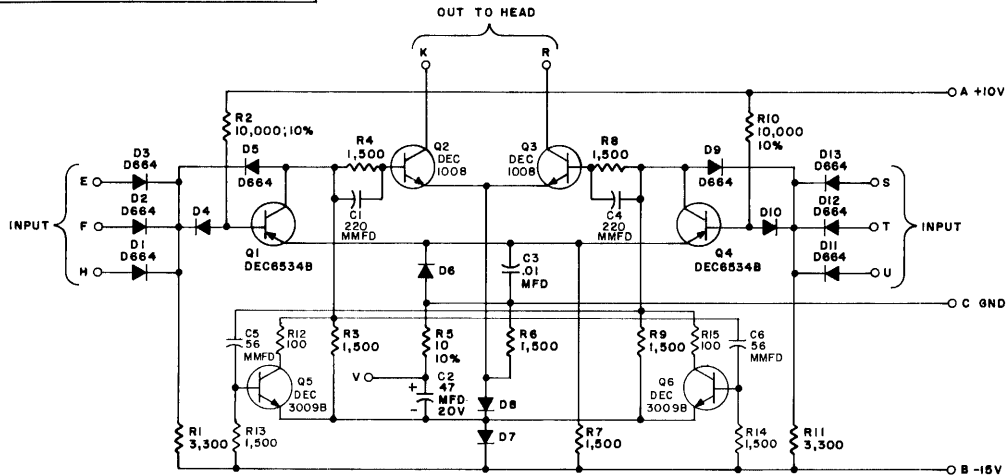 OUT TO HEAD
K
R
A +10V
R2
10,000;10%
R10
10,000
10%
R4
1,500
Q2
DEC
1008
Q3
DEC
1008
R8
1,500
D5
D664
D9
D664
D3
D664
D13
D664
E
S
C1
220
MMFD
C4
220
MMFD
D2
D664
D12
D664
INPUT
F
D4
D10
T
INPUT
D1
D664
D11
D664
H
U
Q1
DEC6534B
Q4
DEC6534B
D6
C3
.01
MFD
C GND
C5
56
MMFD
R12
100
R3
1,500
R5
10
10%
R6
1,500
R9
1,500
R15
100
C6
56
MMFD
Q5
DEC
3009B
V
+
C2
47
MFD
20V
-
D8
Q6
DEC
3009B
R1
3,300
R13
1,500
D7
R7
1,500
R14
1,500
R11
3,300
B -15V